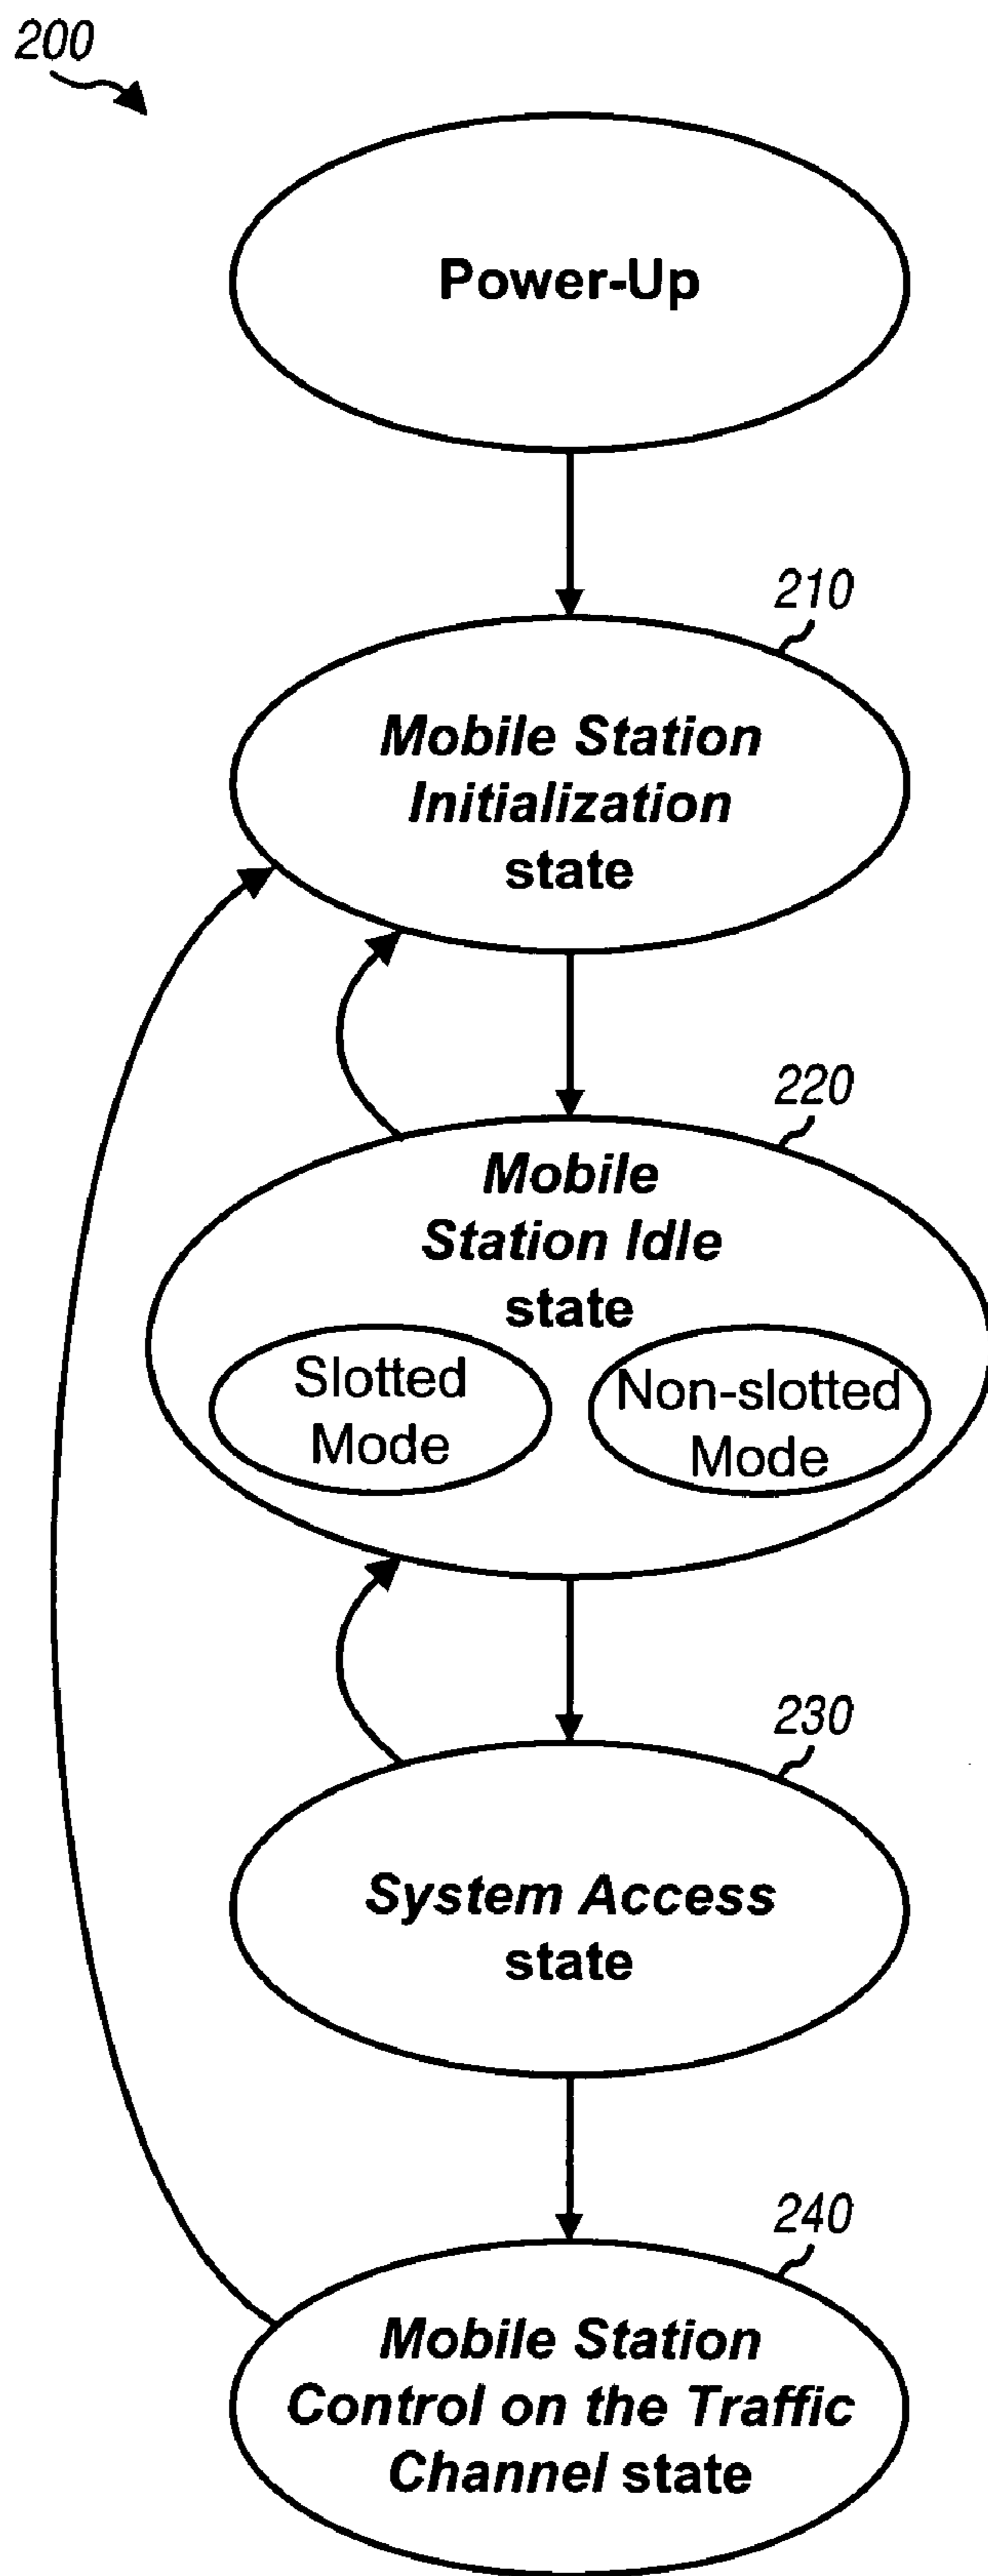 200
Power-Up
210
Mobile Station
Initialization
state
220
Mobile
Station Idle
state
Slotted
Mode
Non-slotted
Mode
230
System Access
state
240
Mobile Station
Control on the Traffic
Channel state